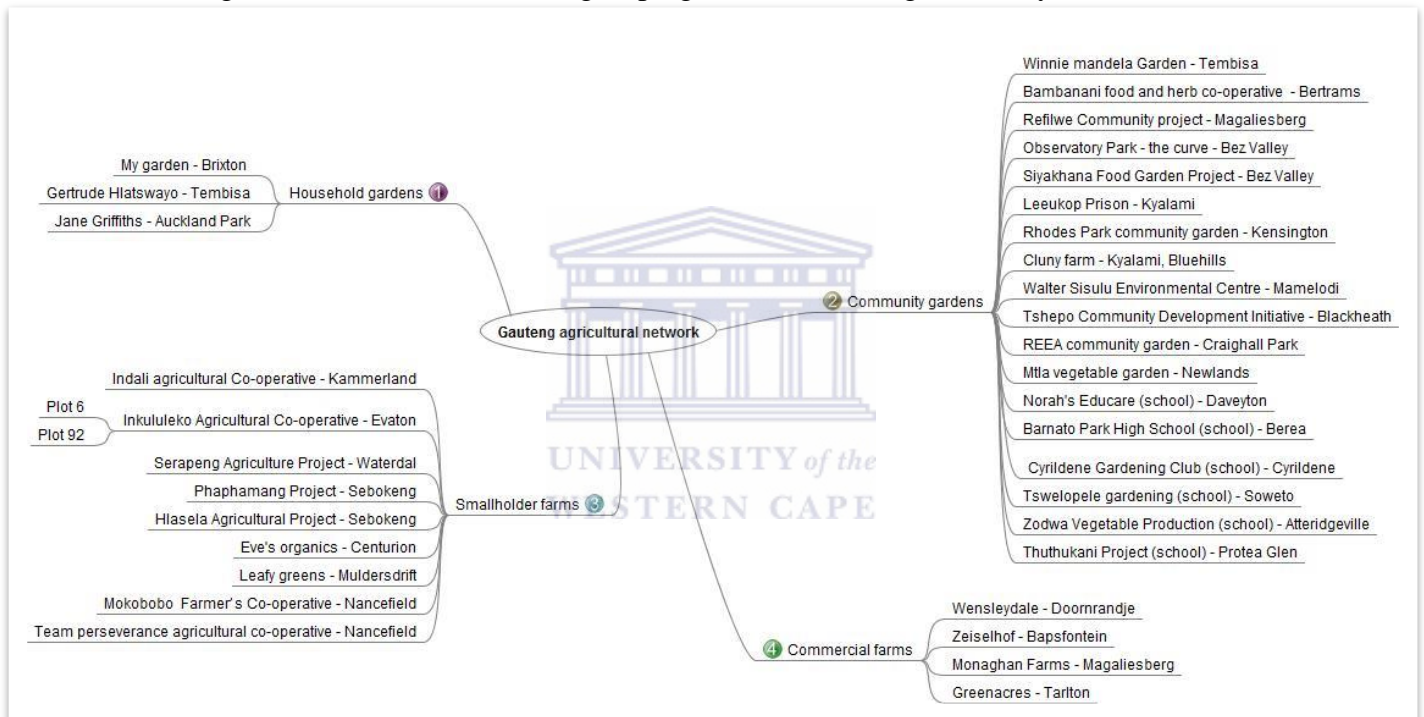 Gauteng agricultural network
1
Household gardens
My garden - Brixton
Gertrude Hlatswayo - Tembisa
Jane Griffiths - Auckland Park
2
Community gardens
Winnie mandela Garden - Tembisa
Bambanani food and herb co-operative - Bertrams
Refilwe Community project - Magaliesberg
Observatory Park - the curve - Bez Valley
Siyakhana Food Garden Project - Bez Valley
Leeukop Prison - Kyalami
Rhodes Park community garden - Kensington
Cluny farm - Kyalami, Bluehills
Walter Sisulu Environmental Centre - Mamelodi
Tshepo Community Development Initiative - Blackheath
REEA community garden - Craighall Park
Mtla vegetable garden - Newlands
Norah's Educare (school) - Daveyton
Barnato Park High School (school) - Berea
Cyrildene Gardening Club (school) - Cyrildene
Tswelopele gardening (school) - Soweto
Zodwa Vegetable Production (school) - Atteridgeville
Thuthukani Project (school) - Protea Glen
3
Smallholder farms
Indali agricultural Co-operative - Kammerland
Inkululeko Agricultural Co-operative - Evaton
Plot 6
Plot 92
Serapeng Agriculture Project - Waterdal
Phaphamang Project - Sebokeng
Hlasela Agricultural Project - Sebokeng
Eve's organics - Centurion
Leafy greens - Muldersdrift
Mokobobo Farmer's Co-operative - Nancefield
Team perseverance agricultural co-operative - Nancefield
4
Commercial farms
Wensleydale - Doornrandje
Zeiselhof - Bapsfontein
Monaghan Farms - Magaliesberg
Greenacres - Tarlton
UNIVERSITY of the
WESTERN CAPE